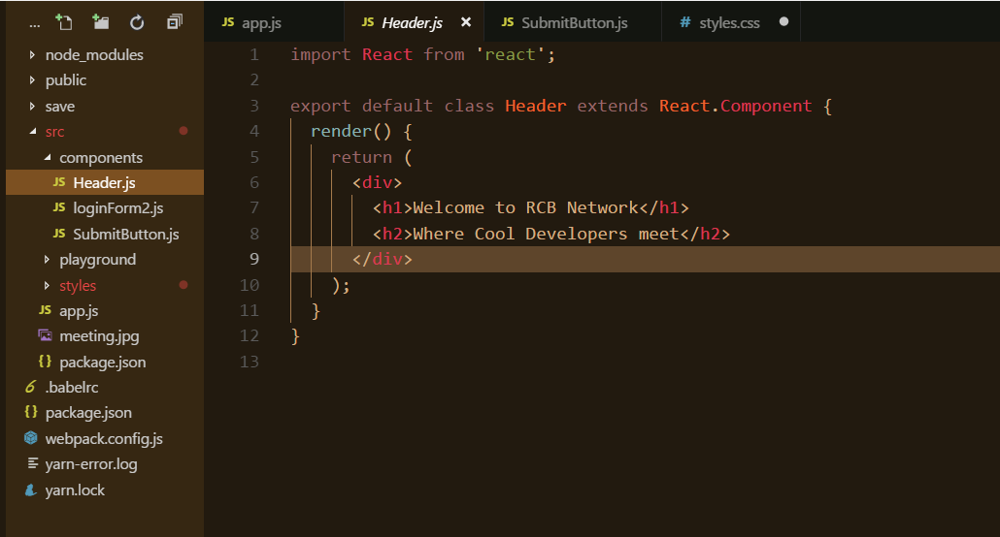 ...
JS app.js
JS Header.js ×
JS SubmitButton.js
# styles.css ●
node_modules
public
save
src
components
JS Header.js
JS loginForm2.js
JS SubmitButton.js
playground
styles
JS app.js
meeting.jpg
{} package.json
.babelrc
{} package.json
webpack.config.js
yarn-error.log
yarn.lock
1 import React from 'react';
2
3 export default class Header extends React.Component {
4 render() {
5 return (
6 <div>
7 <h1>Welcome to RCB Network</h1>
8 <h2>Where Cool Developers meet</h2>
9 </div>
10 );
11 }
12 }
13